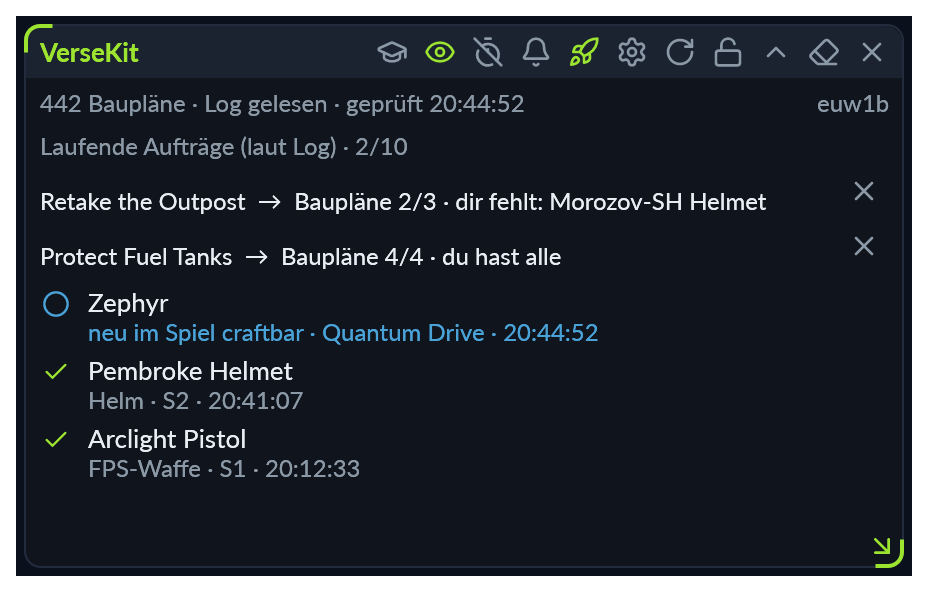 VerseKit
442 Baupläne · Log gelesen · geprüft 20:44:52 euw1b
Laufende Aufträge (laut Log) · 2/10
Retake the Outpost → Baupläne 2/3 · dir fehlt: Morozov-SH Helmet
Protect Fuel Tanks → Baupläne 4/4 · du hast alle
Zephyr
neu im Spiel craftbar · Quantum Drive · 20:44:52
Pembroke Helmet
Helm · S2 · 20:41:07
Arclight Pistol
FPS-Waffe · S1 · 20:12:33